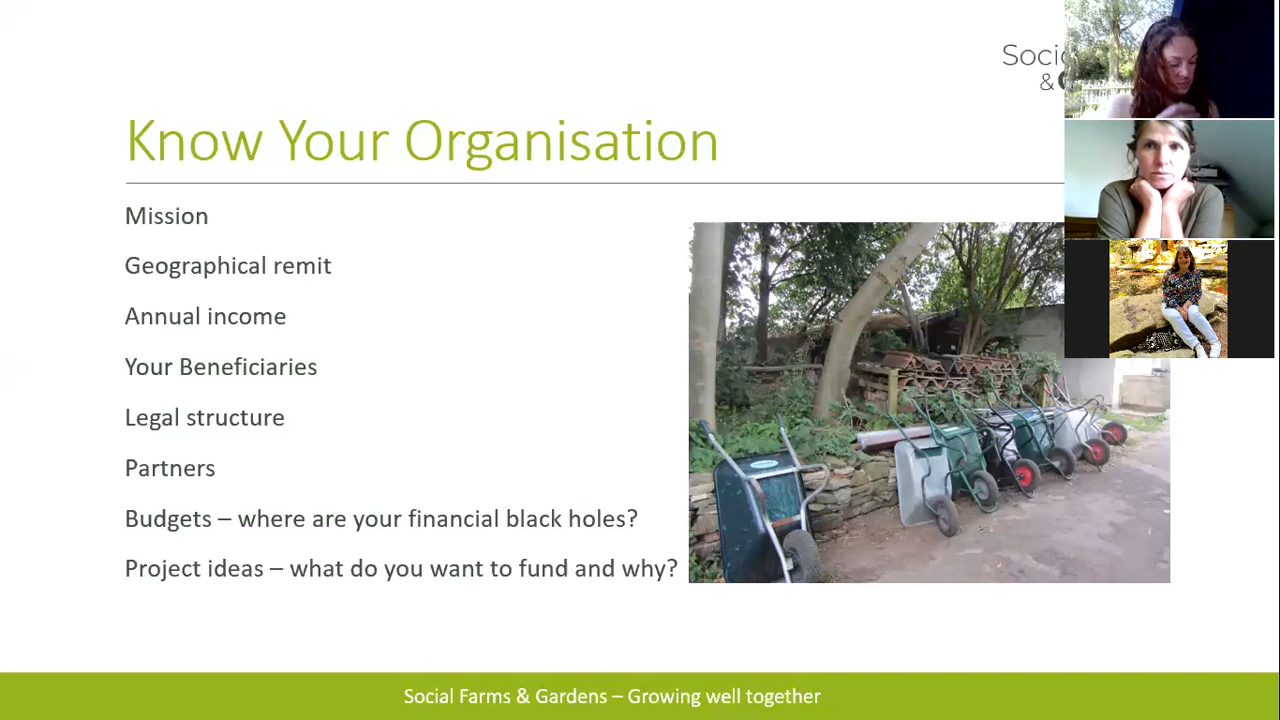 Socia
&
Know Your Organisation
Mission
Geographical remit
Annual income
Your Beneficiaries
Legal structure
Partners
Budgets – where are your financial black holes?
Project ideas – what do you want to fund and why?
Social Farms & Gardens – Growing well together